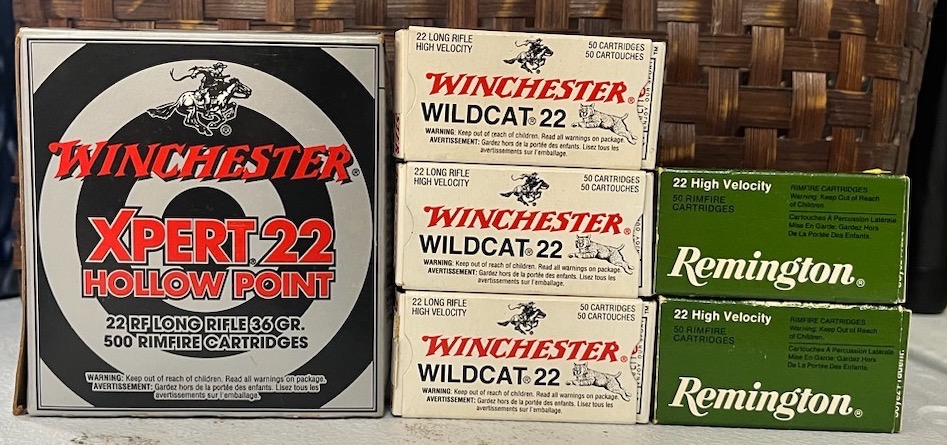 WINCHESTER®
XPERT® 22
HOLLOW POINT
22 RF LONG RIFLE 36 GR.
500 RIMFIRE CARTRIDGES
WARNING: Keep out of reach of children. Read all warnings on package.
AVERTISSEMENT: Gardez hors de la portée des enfants. Lisez tous les
avertissements sur l'emballage.
22 LONG RIFLE
HIGH VELOCITY
50 CARTRIDGES
50 CARTOUCHES
WINCHESTER®
WILDCAT® 22
WARNING: Keep out of reach of children. Read all warnings on package.
AVERTISSEMENT: Gardez hors de la portée des enfants. Lisez tous les
avertissements sur l'emballage.
22 LONG RIFLE
HIGH VELOCITY
50 CARTRIDGES
50 CARTOUCHES
WINCHESTER®
WILDCAT® 22
WARNING: Keep out of reach of children. Read all warnings on package.
AVERTISSEMENT: Gardez hors de la portée des enfants. Lisez tous les
avertissements sur l'emballage.
22 LONG RIFLE
HIGH VELOCITY
50 CARTRIDGES
50 CARTOUCHES
WINCHESTER®
WILDCAT® 22
WARNING: Keep out of reach of children. Read all warnings on package.
AVERTISSEMENT: Gardez hors de la portée des enfants. Lisez tous les
avertissements sur l'emballage.
22 High Velocity
50 RIMFIRE
CARTRIDGES
RIMFIRE CARTRIDGES
Warning: Keep Out of Reach
of Children.
Cartouches À Percussion Latérale
Mise En Garde: Gardez Hors
De La Portée Des Enfants.
Remington®
22 High Velocity
50 RIMFIRE
CARTRIDGES
RIMFIRE CARTRIDGES
Warning: Keep Out of Reach
of Children.
Cartouches À Percussion Latérale
Mise En Garde: Gardez Hors
De La Portée Des Enfants.
Remington®